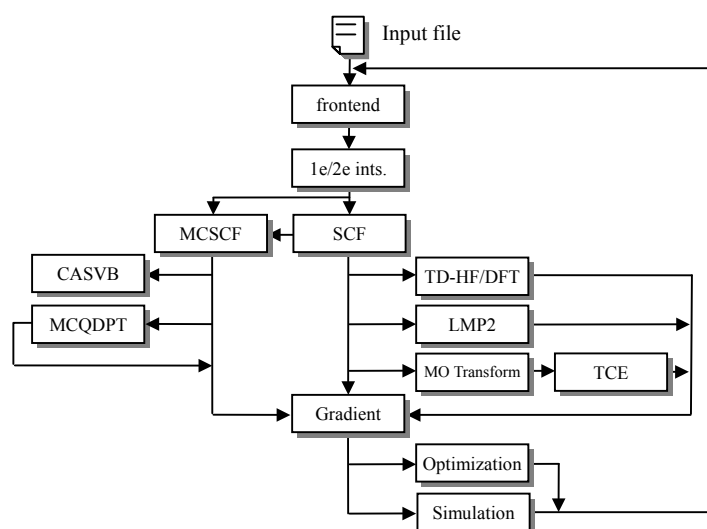 Input file
frontend
1e/2e ints.
MCSCF
SCF
CASVB
TD-HF/DFT
MCQDPT
LMP2
MO Transform
TCE
Gradient
Optimization
Simulation